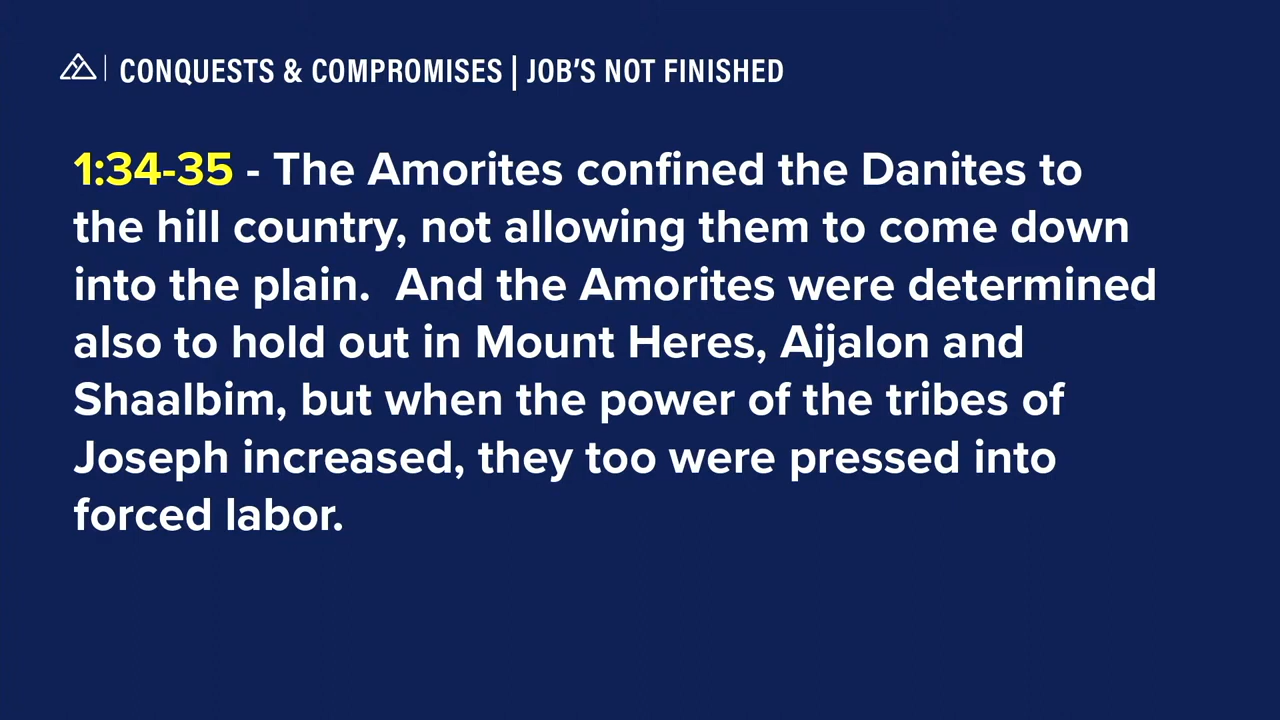 CONQUESTS & COMPROMISES | JOB'S NOT FINISHED
1:34-35 - The Amorites confined the Danites to
the hill country, not allowing them to come down
into the plain.  And the Amorites were determined
also to hold out in Mount Heres, Aijalon and
Shaalbim, but when the power of the tribes of
Joseph increased, they too were pressed into
forced labor.